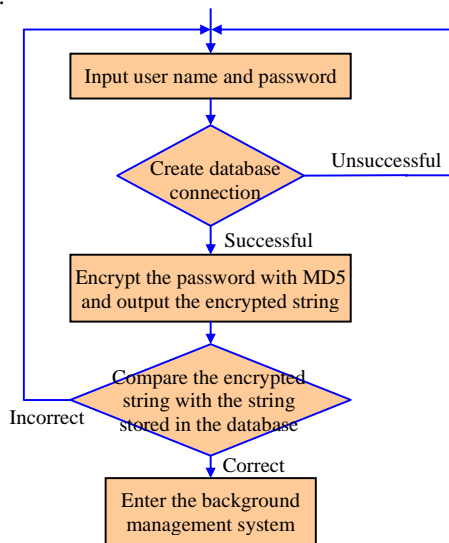 Input user name and password
Create database
connection
Unsuccessful
Successful
Encrypt the password with MD5
and output the encrypted string
Compare the encrypted
string with the string
stored in the database
Incorrect
Correct
Enter the background
management system